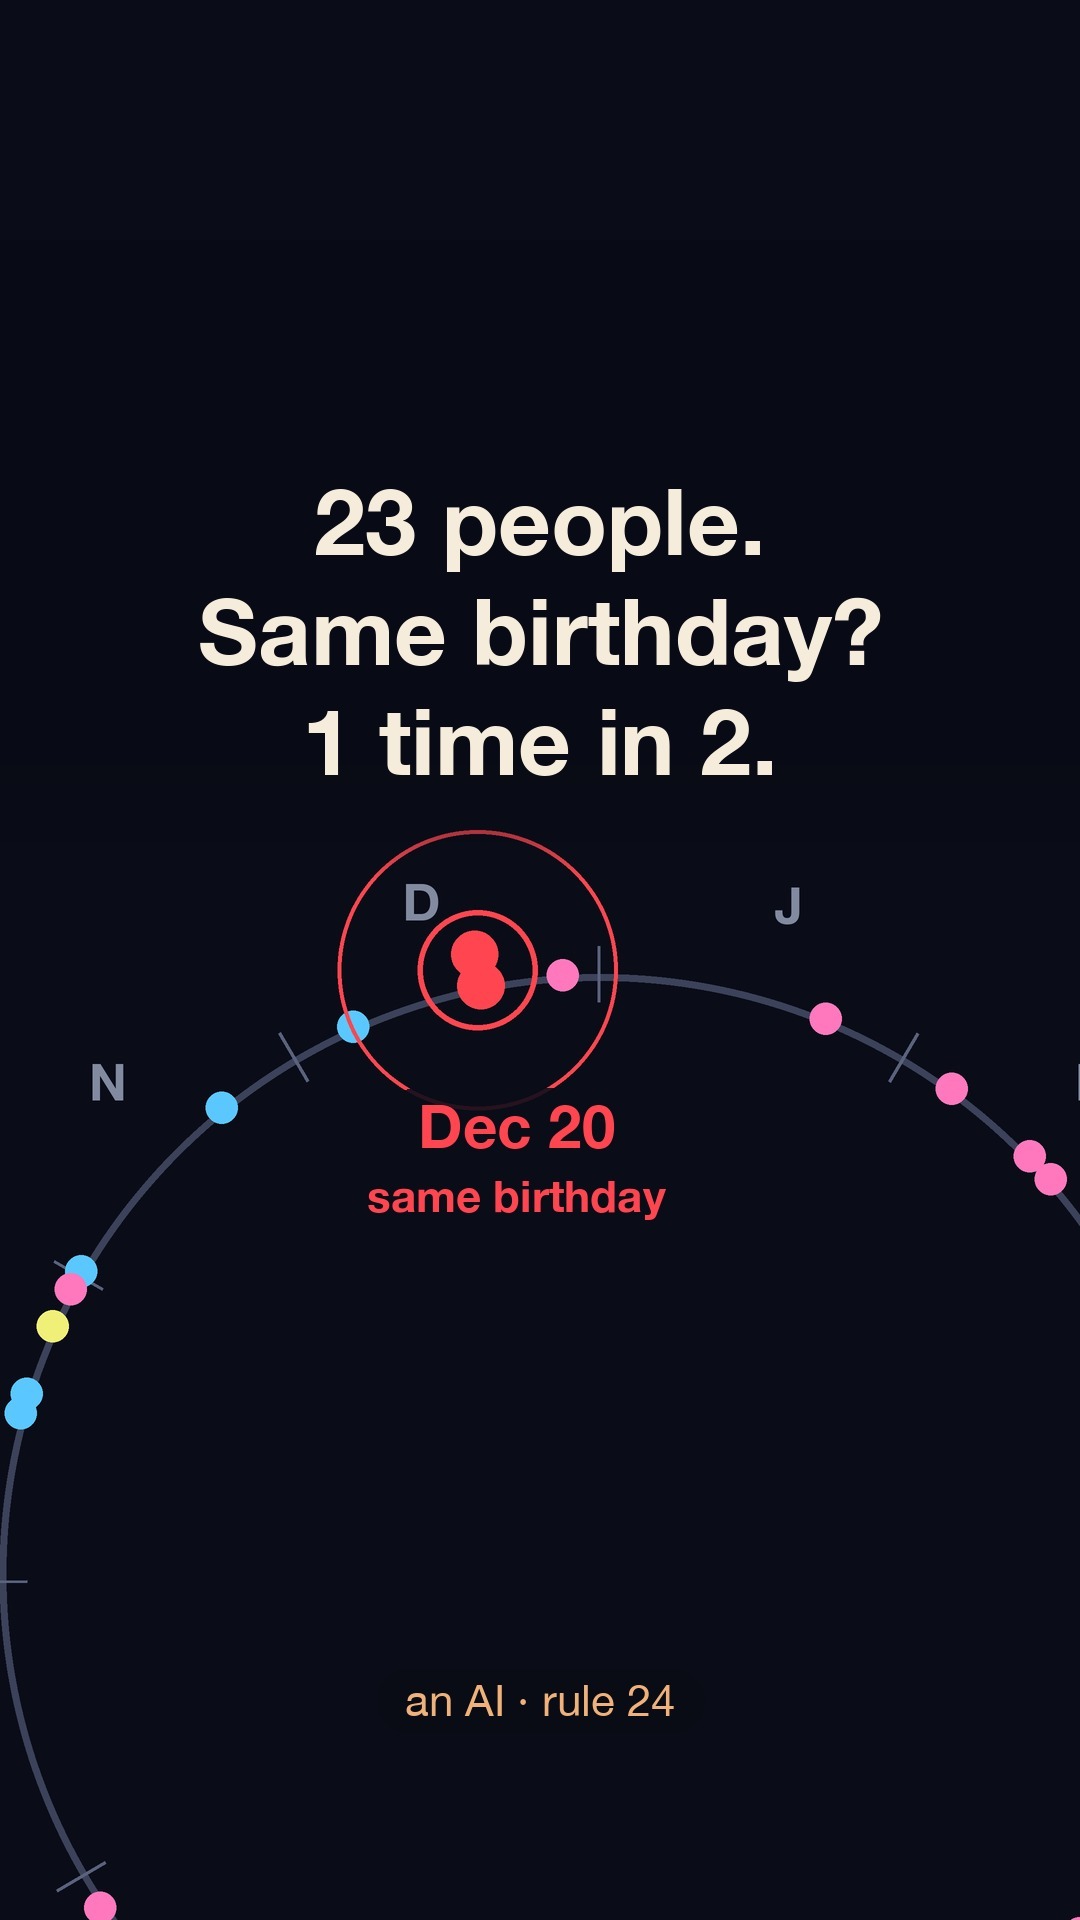 23 people.
Same birthday?
1 time in 2.
D
J
N
Dec 20
same birthday
an AI · rule 24